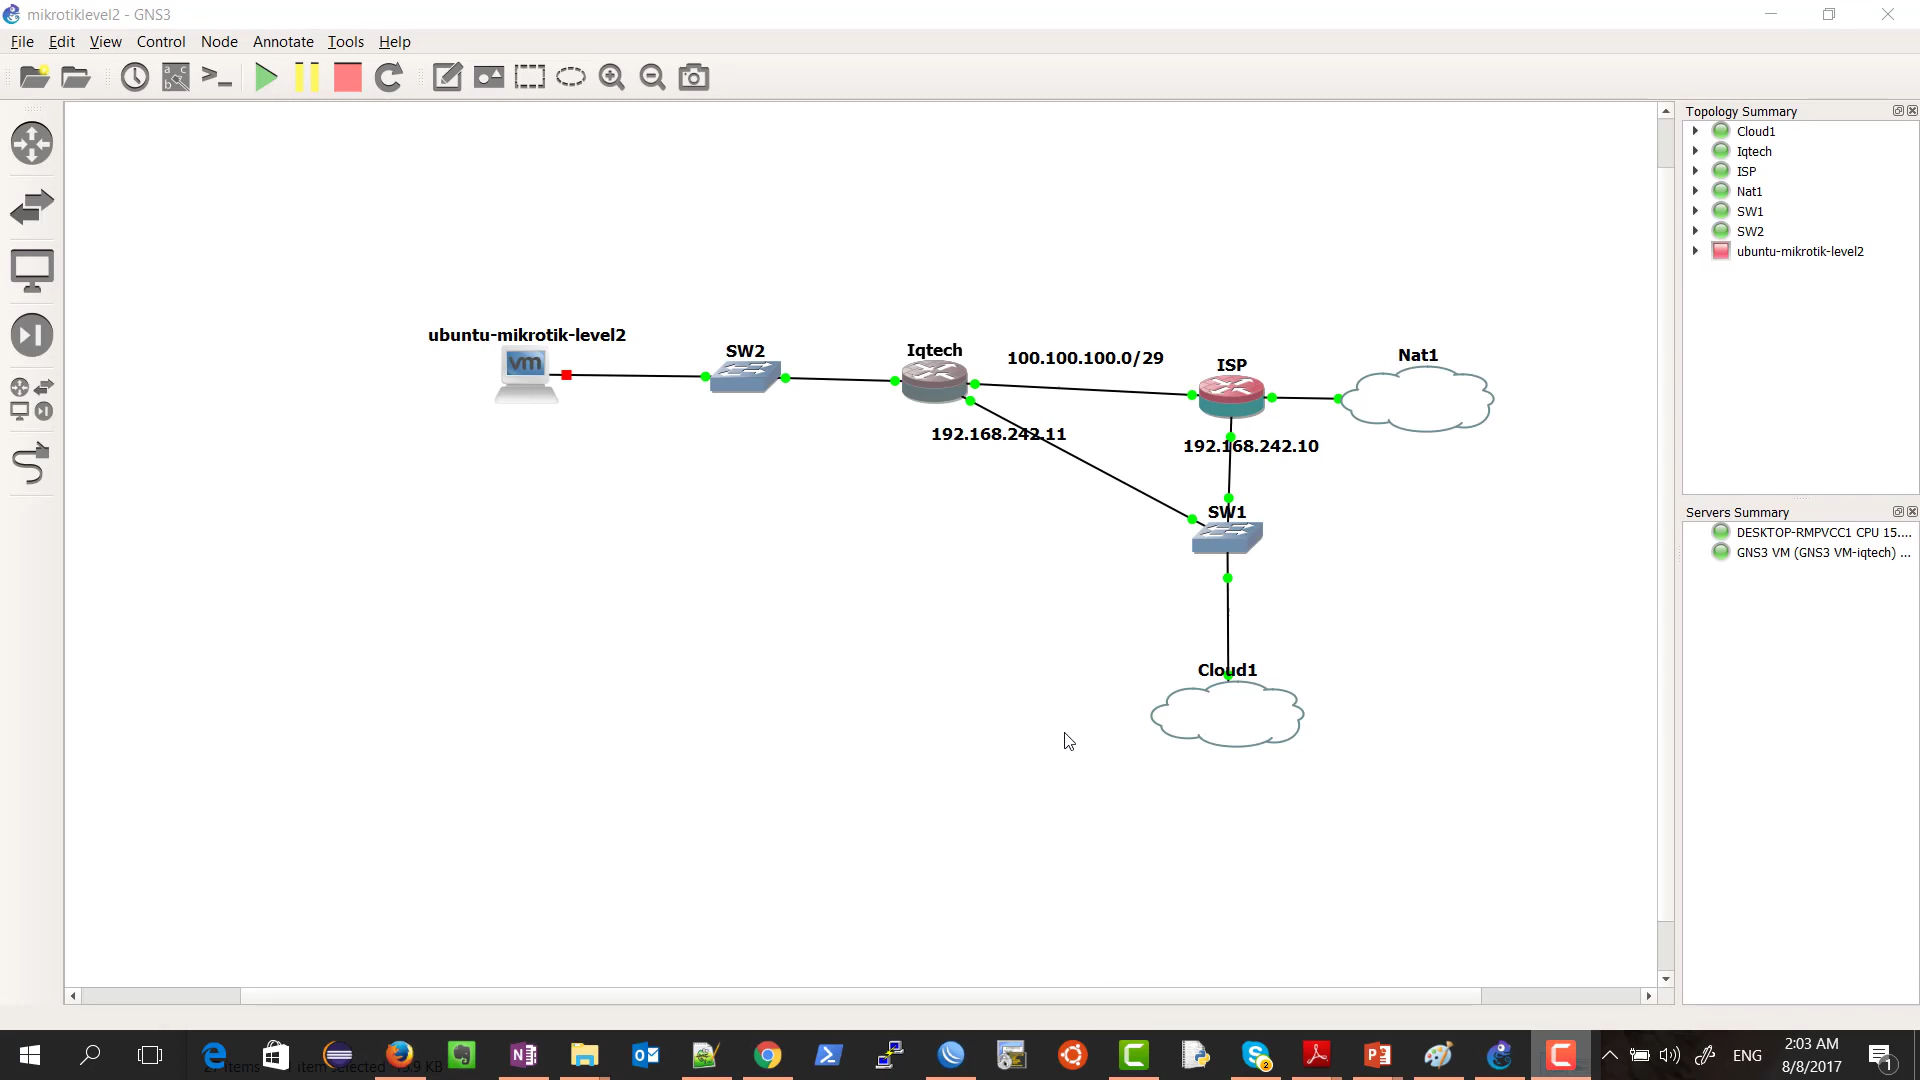 mikrotiklevel2 - GNS3
File Edit View Control Tools Node Annotate Tools Help
Topology Summary
Cloud1
Iqtech
ISP
Nat1
SW1
SW2
ubuntu-mikrotik-level2
ubuntu-mikrotik-level2
vm
SW2
Iqtech
100.100.100.0/29
ISP
Nat1
192.168.242.11
192.168.242.10
SW1
Cloud1
Servers Summary
DESKTOP-RMPVCC1 CPU 15....
GNS3 VM (GNS3 VM-iqtech) ...
ENG
2:03 AM
8/8/2017